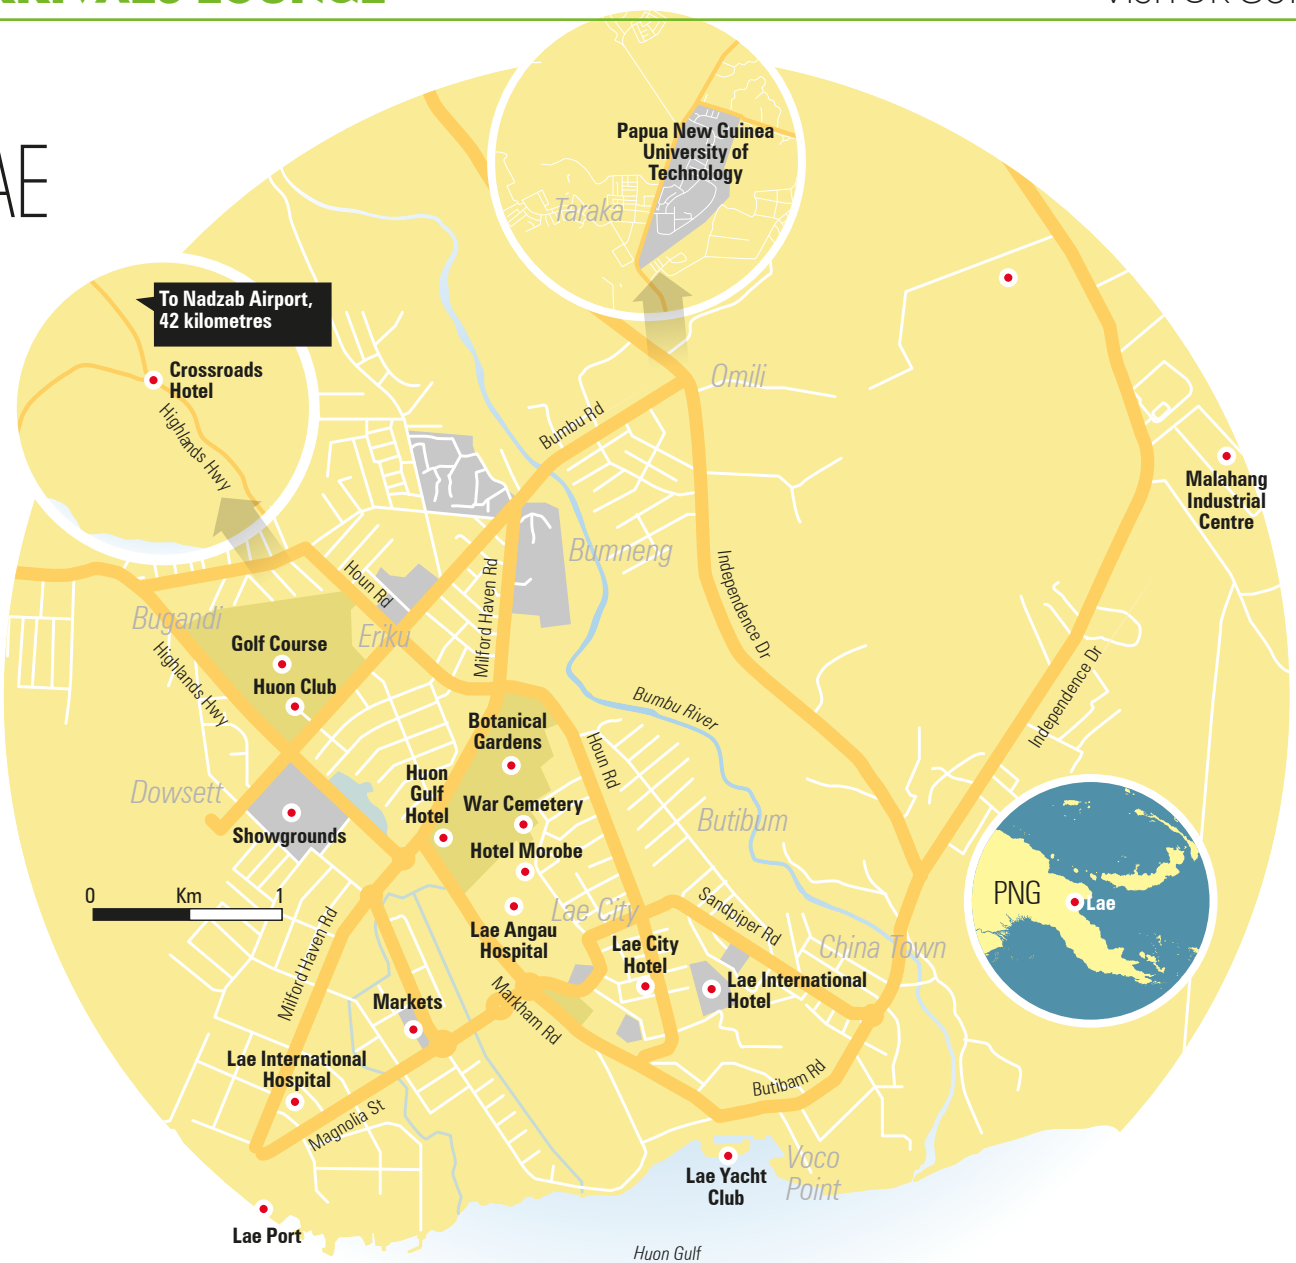 Papua New Guinea
University of
Technology
Taraka
To Nadzab Airport,
42 kilometres
Crossroads
Hotel
Highlands Hwy
Omili
Bumbu Rd
Malahang
Industrial
Centre
Bumneng
Houn Rd
Milford Haven Rd
Independence Dr
Bugandi
Eriku
Golf Course
Huon Club
Highlands Hwy
Independence Dr
Bumbu River
Botanical
Gardens
Houn Rd
Huon
Gulf
Hotel
Dowsett
War Cemetery
Butibum
Showgrounds
Hotel Morobe
0 Km 1
PNG
Lae
Sandpiper Rd
Lae City
Lae Angau
Hospital
Lae City
Hotel
China Town
Milford Haven Rd
Lae International
Hotel
Markets
Markham Rd
Lae International
Hospital
Butibam Rd
Magnolia St
Lae Yacht
Club
Voco
Point
Lae Port
Huon Gulf